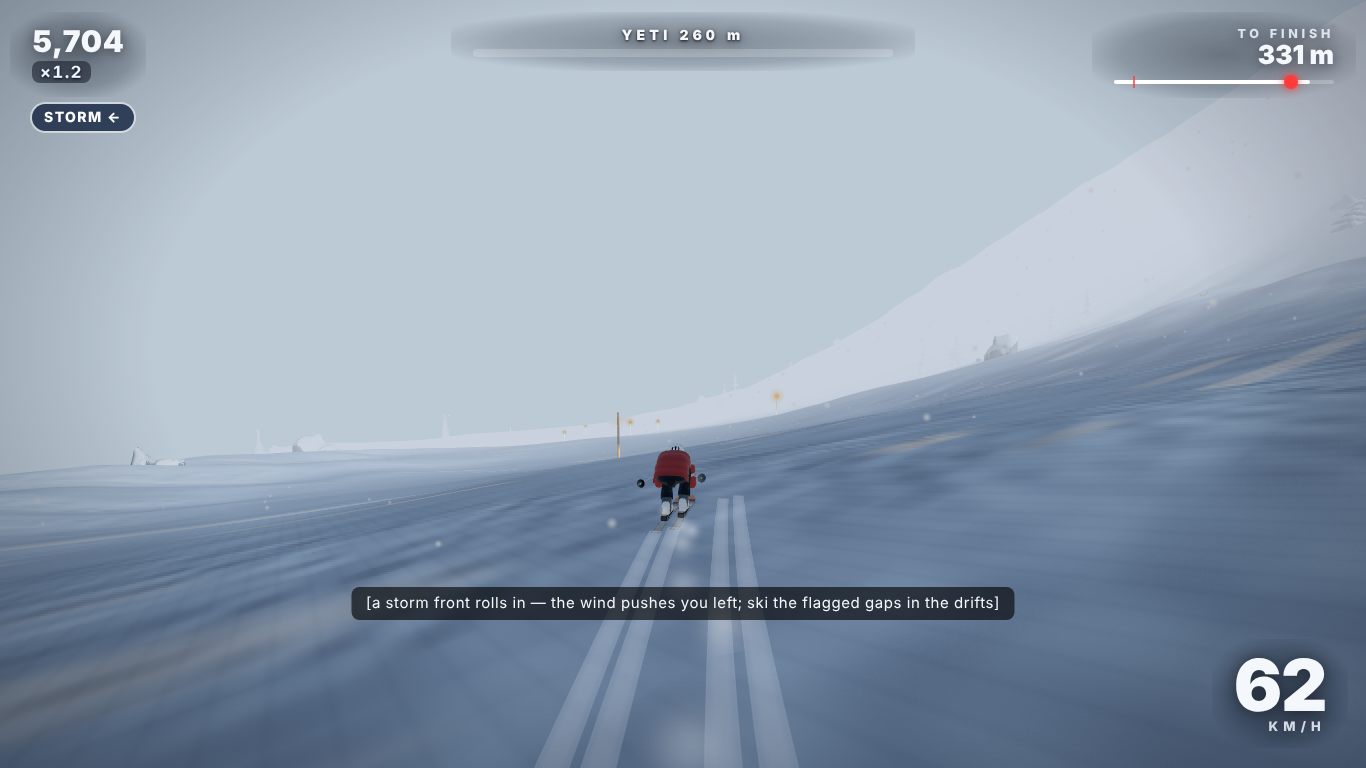 5,704
×1.2
STORM ←
YETI 260 m
TO FINISH
331 m
[a storm front rolls in — the wind pushes you left; ski the flagged gaps in the drifts]
62
KM/H